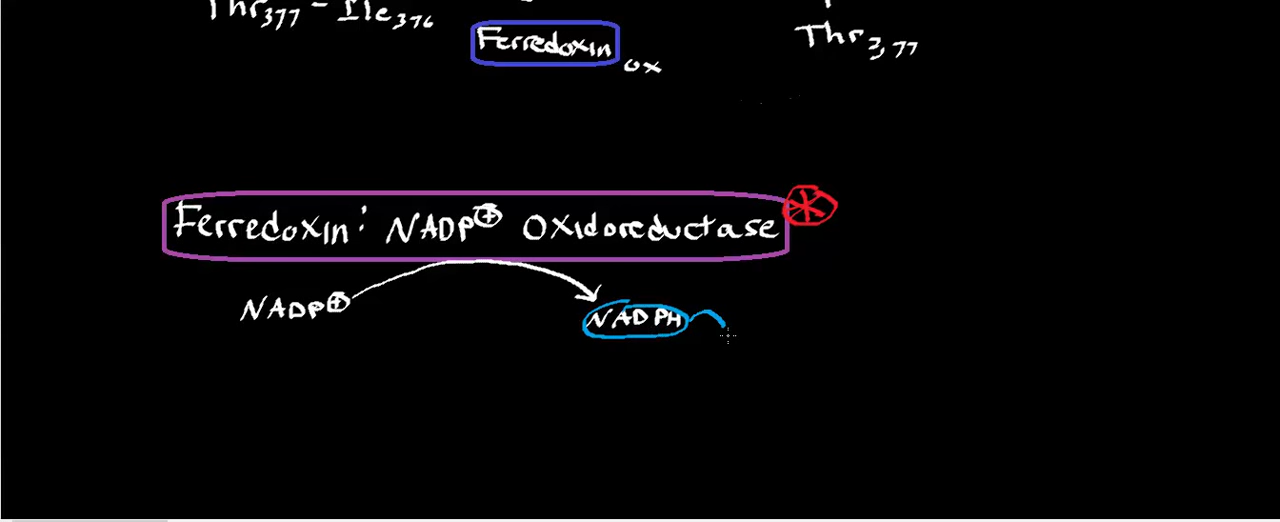 Thr377 - Ile376
Ferredoxin ox
Thr377
Ferredoxin: NADP⊕ Oxidoreductase
NADP⊕
NADPH